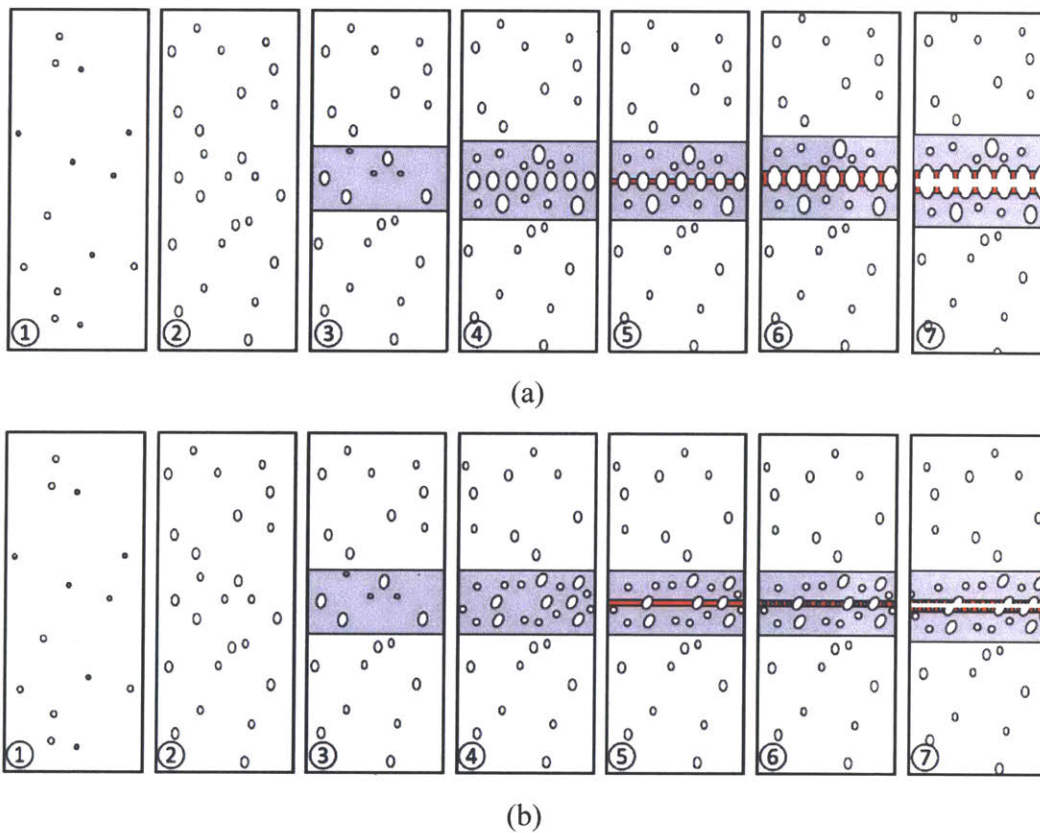 ① ② ③ ④ ⑤ ⑥ ⑦
(a)
① ② ③ ④ ⑤ ⑥ ⑦
(b)